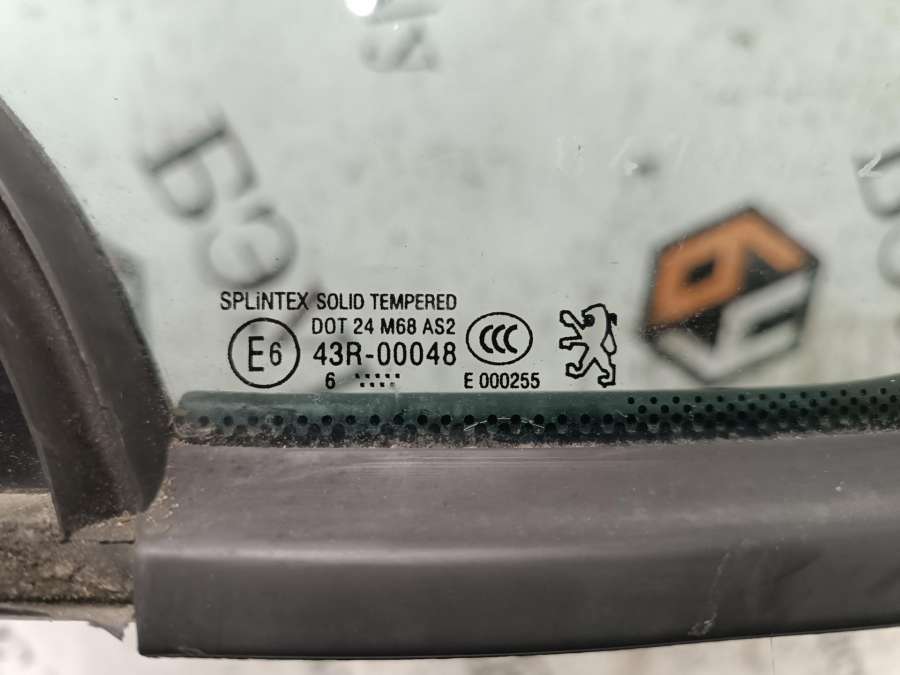 SPLiNTEX SOLID TEMPERED
DOT 24 M68 AS2
E6 43R-00048 CCC
6 E 000255